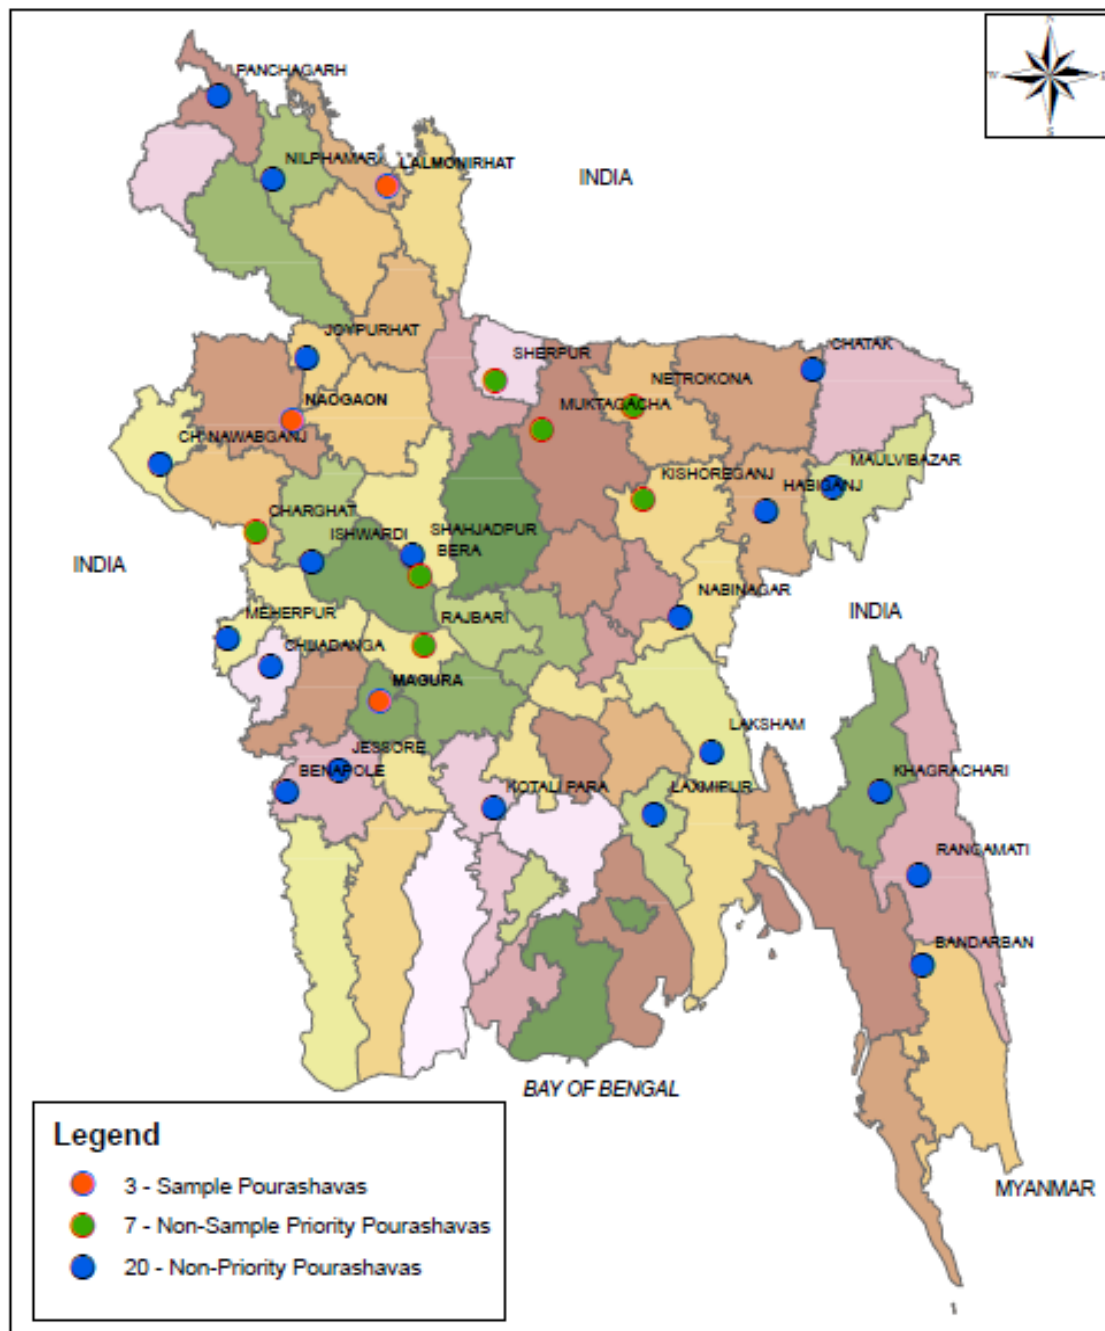 N
W
S
PANCHAGARH
NILPHAMARI
LALMONIRHAT
INDIA
JOYPURHAT
SHERPUR
CHATAK
NETROKONA
NAOGAON
MUKTAGACHA
CH NAWABGANJ
MAULVIBAZAR
KISHOREGANJ
HABIGANJ
CHARGHAT
SHAHJADPUR
ISHWARDI
BERA
INDIA
NABINAGAR
INDIA
MEHERPUR
RAJBARI
CHUADANGA
MAGURA
LAKSHAM
JESSORE
KHAGRACHARI
BENAPOLE
KOTALI PARA
LAXMIPUR
RANGAMATI
BANDARBAN
BAY OF BENGAL
MYANMAR
Legend
3 - Sample Pourashavas
7 - Non-Sample Priority Pourashavas
20 - Non-Priority Pourashavas